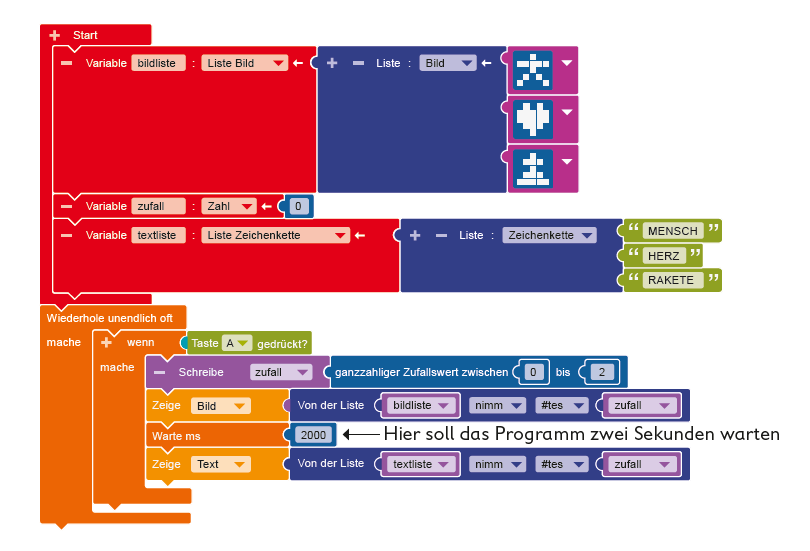 + Start
− Variable bildliste : Liste Bild ← + − Liste : Bild ←
− Variable zufall : Zahl ← 0
− Variable textliste : Liste Zeichenkette ← + − Liste : Zeichenkette ← “ MENSCH ”
“ HERZ ”
“ RAKETE ”
Wiederhole unendlich oft
mache + wenn Taste A gedrückt?
mache − Schreibe zufall ganzzahliger Zufallswert zwischen 0 bis 2
Zeige Bild Von der Liste bildliste nimm #tes zufall
Warte ms 2000 ← Hier soll das Programm zwei Sekunden warten
Zeige Text Von der Liste textliste nimm #tes zufall